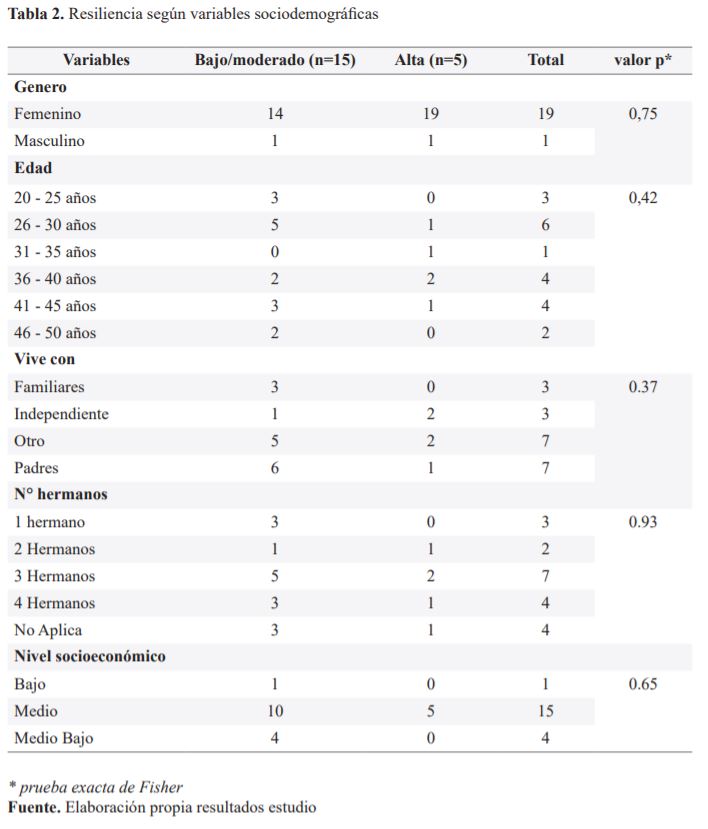 Tabla 2. Resiliencia según variables sociodemográficas
Variables Bajo/moderado (n=15) Alta (n=5) Total valor p*
Genero
Femenino 14 19 19 0,75
Masculino 1 1 1
Edad
20 - 25 años 3 0 3 0,42
26 - 30 años 5 1 6
31 - 35 años 0 1 1
36 - 40 años 2 2 4
41 - 45 años 3 1 4
46 - 50 años 2 0 2
Vive con
Familiares 3 0 3 0.37
Independiente 1 2 3
Otro 5 2 7
Padres 6 1 7
N° hermanos
1 hermano 3 0 3 0.93
2 Hermanos 1 1 2
3 Hermanos 5 2 7
4 Hermanos 3 1 4
No Aplica 3 1 4
Nivel socioeconómico
Bajo 1 0 1 0.65
Medio 10 5 15
Medio Bajo 4 0 4
* prueba exacta de Fisher
Fuente. Elaboración propia resultados estudio